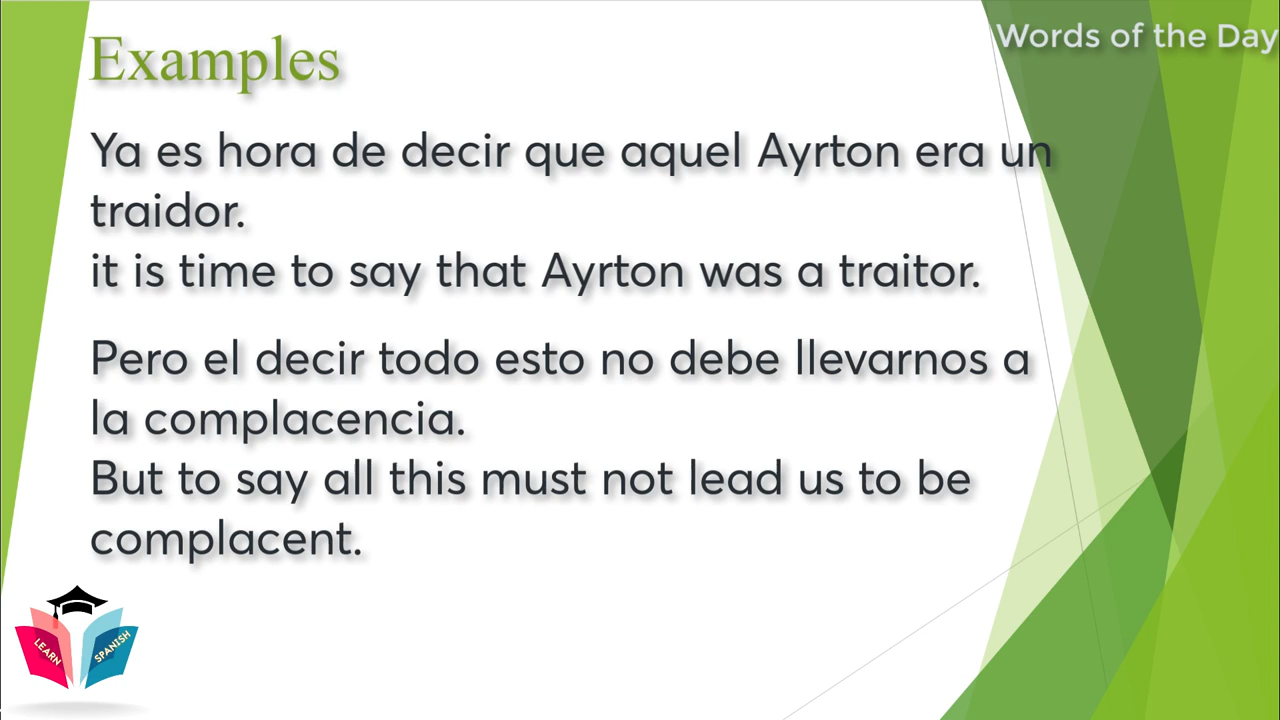 Words of the Day
Examples
Ya es hora de decir que aquel Ayrton era un
traidor.
it is time to say that Ayrton was a traitor.
Pero el decir todo esto no debe llevarnos a
la complacencia.
But to say all this must not lead us to be
complacent.
LEARN
SPANISH